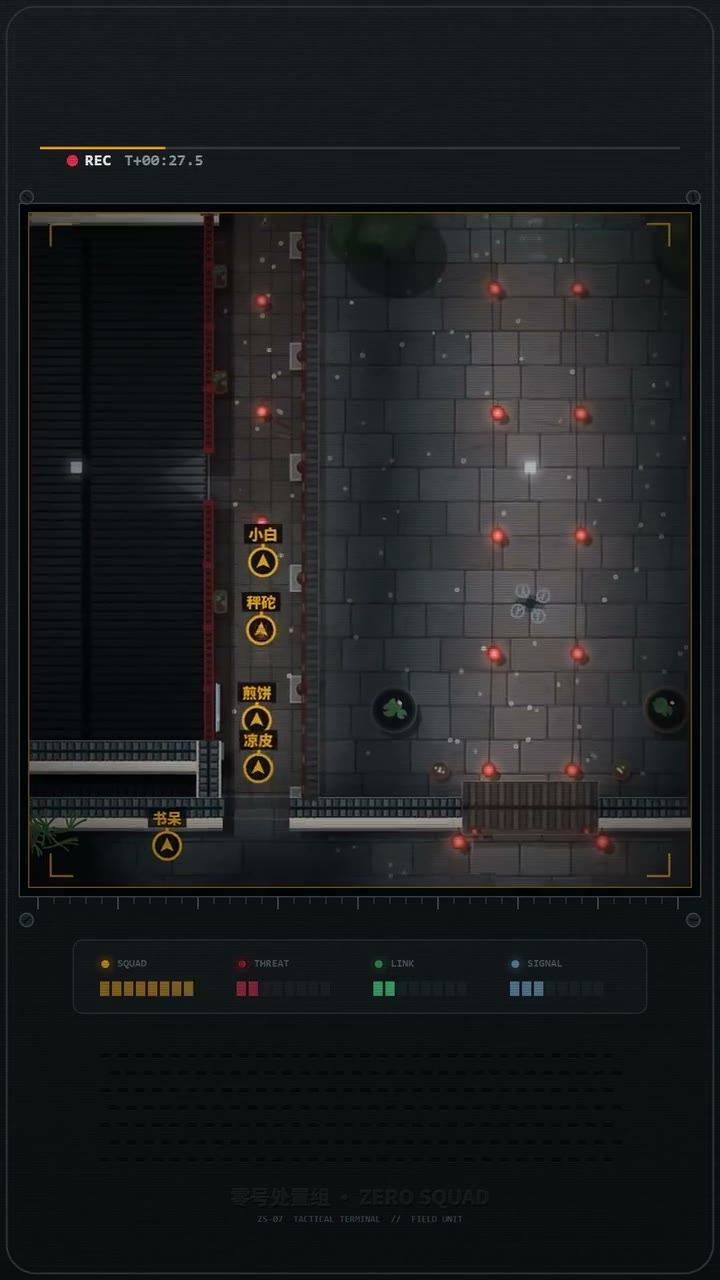 REC T+00:27.5
小白
秤砣
煎饼
凉皮
书呆
SQUAD THREAT LINK SIGNAL
零号处置组 · ZERO SQUAD
ZS-07 TACTICAL TERMINAL // FIELD UNIT